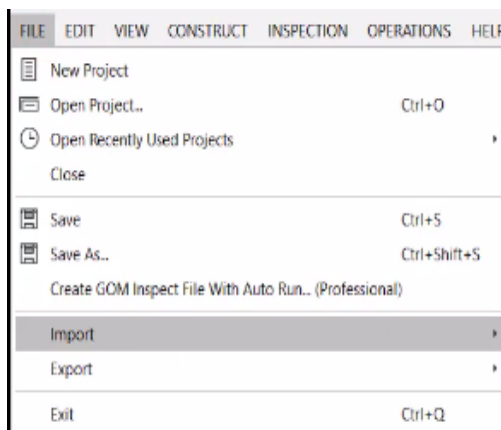 FILE EDIT VIEW CONSTRUCT INSPECTION OPERATIONS HELP
New Project
Open Project.. Ctrl+O
Open Recently Used Projects
Close
Save Ctrl+S
Save As.. Ctrl+Shift+S
Create GOM Inspect File With Auto Run.. (Professional)
Import
Export
Exit Ctrl+Q